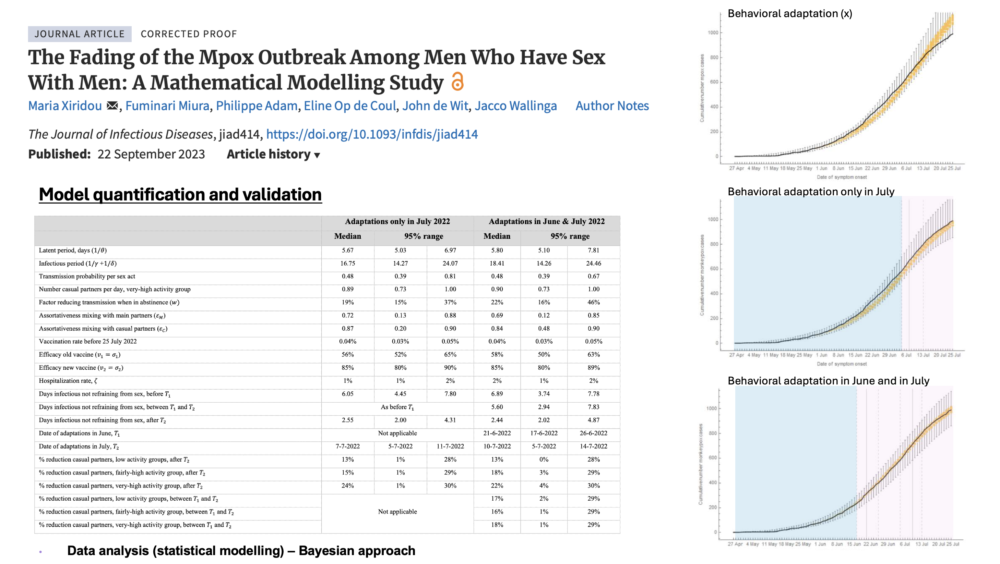 JOURNAL ARTICLE CORRECTED PROOF
The Fading of the Mpox Outbreak Among Men Who Have Sex
With Men: A Mathematical Modelling Study
Maria Xiridou ✉, Fuminari Miura, Philippe Adam, Eline Op de Coul, John de Wit, Jacco Wallinga Author Notes
The Journal of Infectious Diseases, jiad414, https://doi.org/10.1093/infdis/jiad414
Published: 22 September 2023 Article history ▾
Model quantification and validation
Adaptations only in July 2022 Adaptations in June & July 2022
Median 95% range Median 95% range
Latent period, days (1/θ) 5.67 5.03 6.97 5.80 5.10 7.81
Infectious period (1/γ +1/δ) 16.75 14.27 24.07 18.41 14.26 24.46
Transmission probability per sex act 0.48 0.39 0.81 0.48 0.39 0.67
Number casual partners per day, very-high activity group 0.89 0.73 1.00 0.90 0.73 1.00
Factor reducing transmission when in abstinence (w) 19% 15% 37% 22% 16% 46%
Assortativeness mixing with main partners (εM) 0.72 0.13 0.88 0.69 0.12 0.85
Assortativeness mixing with casual partners (εC) 0.87 0.20 0.90 0.84 0.48 0.90
Vaccination rate before 25 July 2022 0.04% 0.03% 0.05% 0.04% 0.03% 0.05%
Efficacy old vaccine (v1 = σ1) 56% 52% 65% 58% 50% 63%
Efficacy new vaccine (v2 = σ2) 85% 80% 90% 85% 80% 89%
Hospitalization rate, ζ 1% 1% 2% 2% 1% 2%
Days infectious not refraining from sex, before T1 6.05 4.45 7.80 6.89 3.74 7.78
Days infectious not refraining from sex, between T1 and T2 As before T1 5.60 2.94 7.83
Days infectious not refraining from sex, after T2 2.55 2.00 4.31 2.44 2.02 4.87
Date of adaptations in June, T1 Not applicable 21-6-2022 17-6-2022 26-6-2022
Date of adaptations in July, T2 7-7-2022 5-7-2022 11-7-2022 10-7-2022 5-7-2022 14-7-2022
% reduction casual partners, low activity groups, after T2 13% 1% 28% 13% 0% 28%
% reduction casual partners, fairly-high activity group, after T2 15% 1% 29% 18% 3% 29%
% reduction casual partners, very-high activity group, after T2 24% 1% 30% 22% 4% 30%
% reduction casual partners, low activity groups, between T1 and T2 17% 2% 29%
% reduction casual partners, fairly-high activity group, between T1 and T2 Not applicable 16% 1% 29%
% reduction casual partners, very-high activity group, between T1 and T2 18% 1% 29%
• Data analysis (statistical modelling) – Bayesian approach
Behavioral adaptation (x)
Cumulative number mpox cases
1000
800
600
400
200
0
27 Apr 4 May 11 May 18 May 25 May 1 Jun 8 Jun 15 Jun 22 Jun 29 Jun 6 Jul 13 Jul 20 Jul 25 Jul
Date of symptom onset
Behavioral adaptation only in July
Cumulative number monkeypox cases
1000
800
600
400
200
0
27 Apr 4 May 11 May 18 May 25 May 1 Jun 8 Jun 15 Jun 22 Jun 29 Jun 6 Jul 13 Jul 20 Jul 25 Jul
Date of symptom onset
Behavioral adaptation in June and in July
Cumulative number monkeypox cases
1000
800
600
400
200
0
27 Apr 4 May 11 May 18 May 25 May 1 Jun 8 Jun 15 Jun 22 Jun 29 Jun 6 Jul 13 Jul 20 Jul 25 Jul